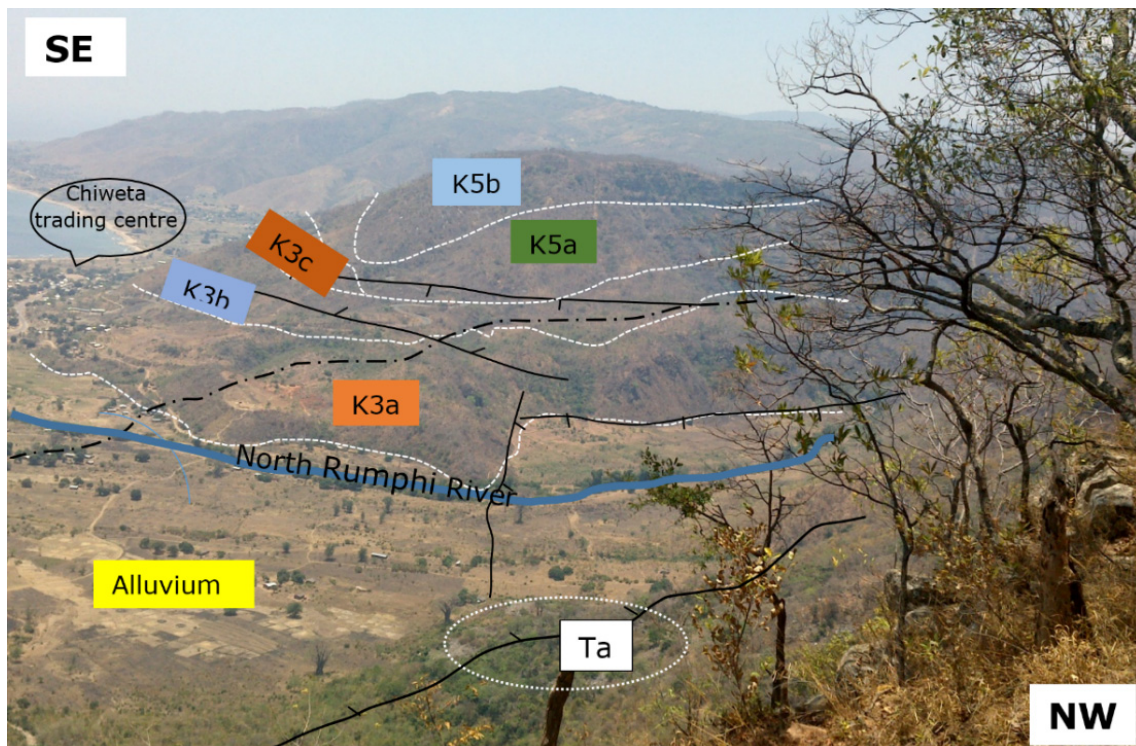 SE
Chiweta
trading centre
K5b
K5a
K3c
K3b
K3a
North Rumphi River
Alluvium
Ta
NW